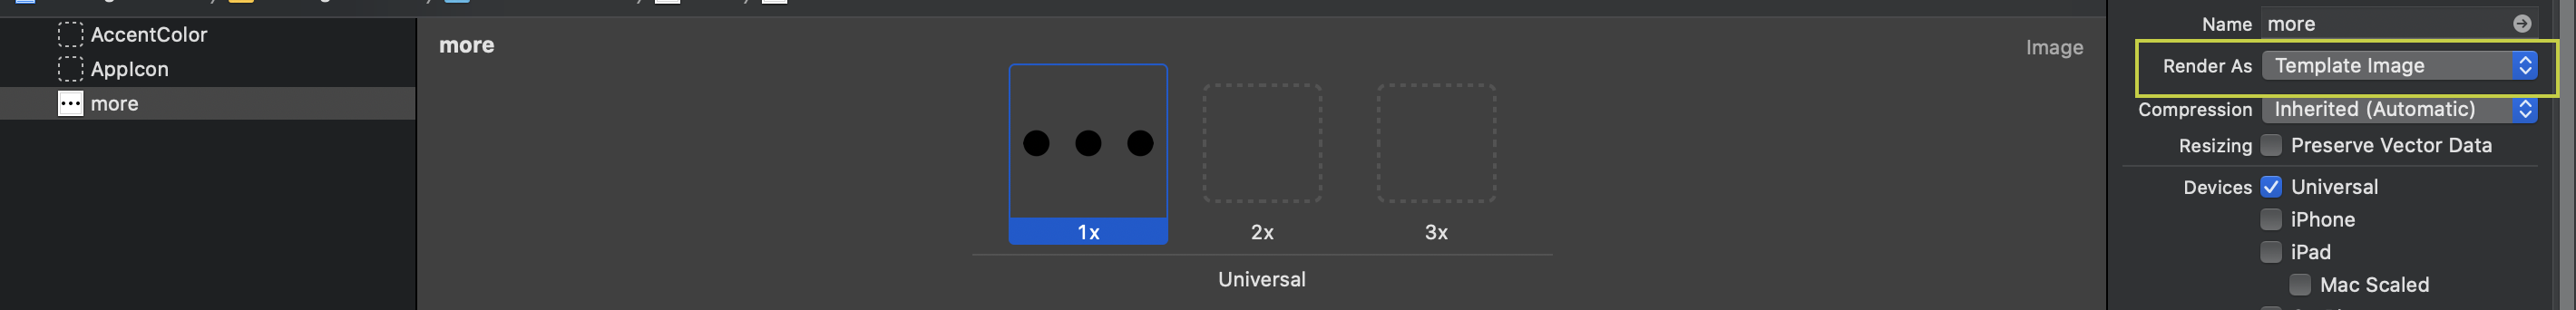 AccentColor
AppIcon
more
more
Image
1x
2x
3x
Universal
Name more
Render As Template Image
Compression Inherited (Automatic)
Resizing Preserve Vector Data
Devices Universal
iPhone
iPad
Mac Scaled